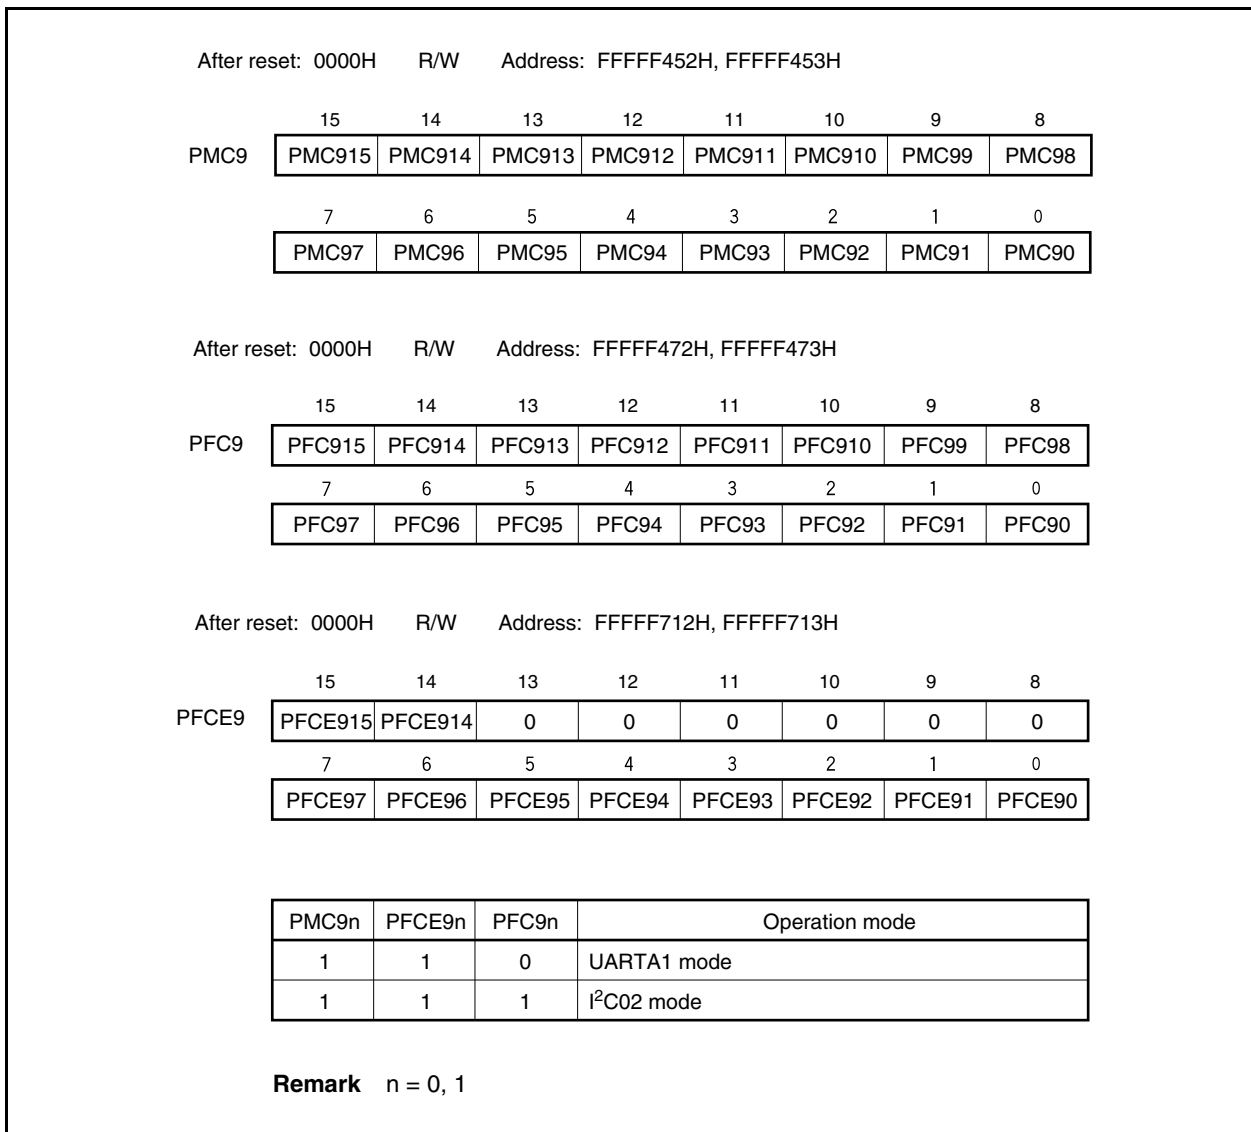 After reset: 0000H R/W Address: FFFFF452H, FFFFF453H
15 14 13 12 11 10 9 8
PMC9 PMC915 PMC914 PMC913 PMC912 PMC911 PMC910 PMC99 PMC98
7 6 5 4 3 2 1 0
PMC97 PMC96 PMC95 PMC94 PMC93 PMC92 PMC91 PMC90
After reset: 0000H R/W Address: FFFFF472H, FFFFF473H
15 14 13 12 11 10 9 8
PFC9 PFC915 PFC914 PFC913 PFC912 PFC911 PFC910 PFC99 PFC98
7 6 5 4 3 2 1 0
PFC97 PFC96 PFC95 PFC94 PFC93 PFC92 PFC91 PFC90
After reset: 0000H R/W Address: FFFFF712H, FFFFF713H
15 14 13 12 11 10 9 8
PFCE9 PFCE915 PFCE914 0 0 0 0 0 0
7 6 5 4 3 2 1 0
PFCE97 PFCE96 PFCE95 PFCE94 PFCE93 PFCE92 PFCE91 PFCE90
PMC9n PFCE9n PFC9n Operation mode
1 1 0 UARTA1 mode
1 1 1 I²C02 mode
Remark n = 0, 1